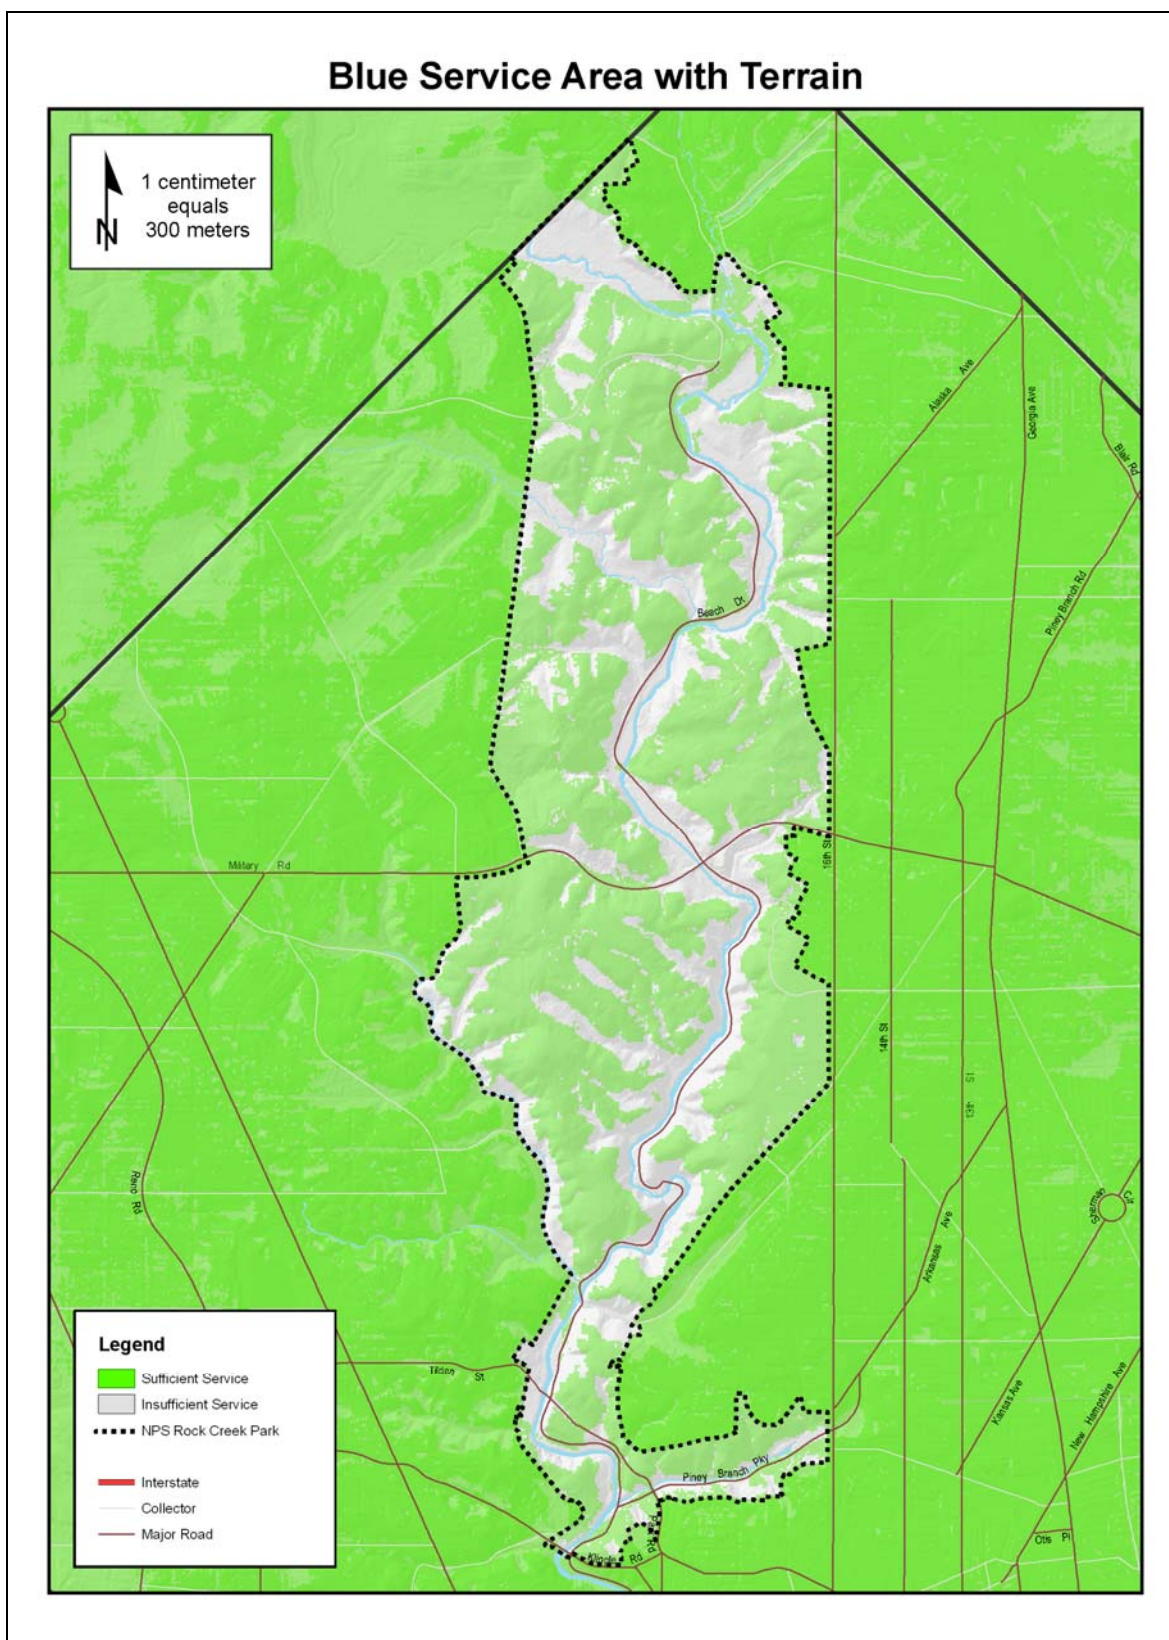 Blue Service Area with Terrain
1 centimeter
equals
300 meters
N
Alaska Ave
Georgia Ave
Blair Rd
Piney Branch Rd
Beach Dr
Military Rd
16th St
14th St
13th St
Reno Rd
Sherman Cir
Arkansas Ave
Tilden St
Kansas Ave
New Hampshire Ave
Piney Branch Pky
Park Rd
Klingle Rd
Otis Pl
Legend
Sufficient Service
Insufficient Service
NPS Rock Creek Park
Interstate
Collector
Major Road